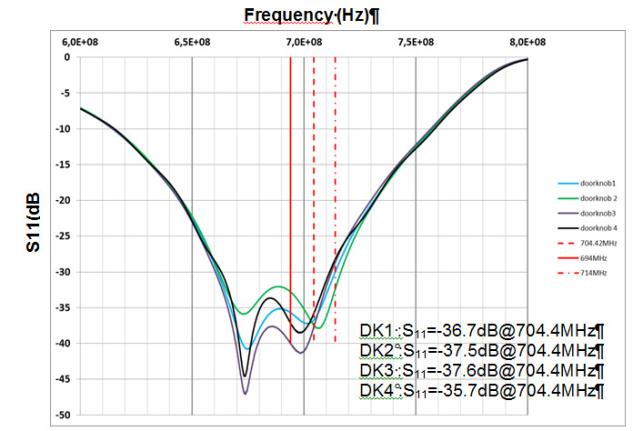 Frequency·(Hz)¶
6,0E+08 6,5E+08 7,0E+08 7,5E+08 8,0E+08
0
-5
-10
-15
-20
-25
-30
-35
-40
-45
-50
S11(dB
doorknob1
doorknob 2
doorknob3
doorknob 4
704.42MHz
694MHz
714MHz
DK1·:S₁₁=-36.7dB@704.4MHz¶
DK2°:S₁₁=-37.5dB@704.4MHz¶
DK3·:S₁₁=-37.6dB@704.4MHz¶
DK4°:S₁₁=-35.7dB@704.4MHz¶